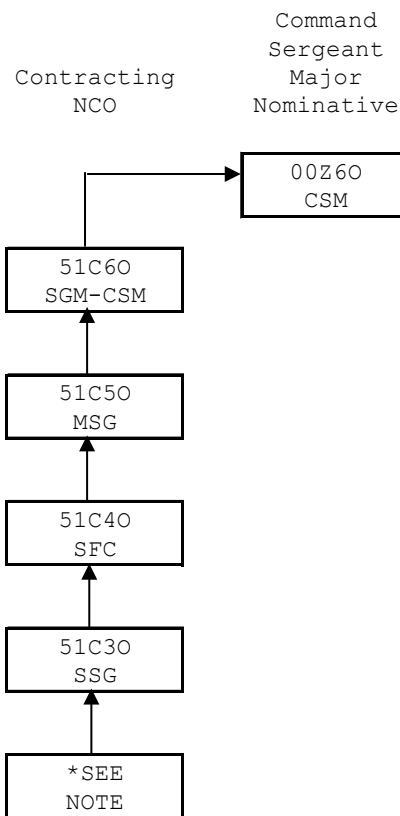 Contracting
NCO
Command
Sergeant
Major
Nominative
00Z6O
CSM
51C6O
SGM-CSM
51C5O
MSG
51C4O
SFC
51C3O
SSG
*SEE
NOTE